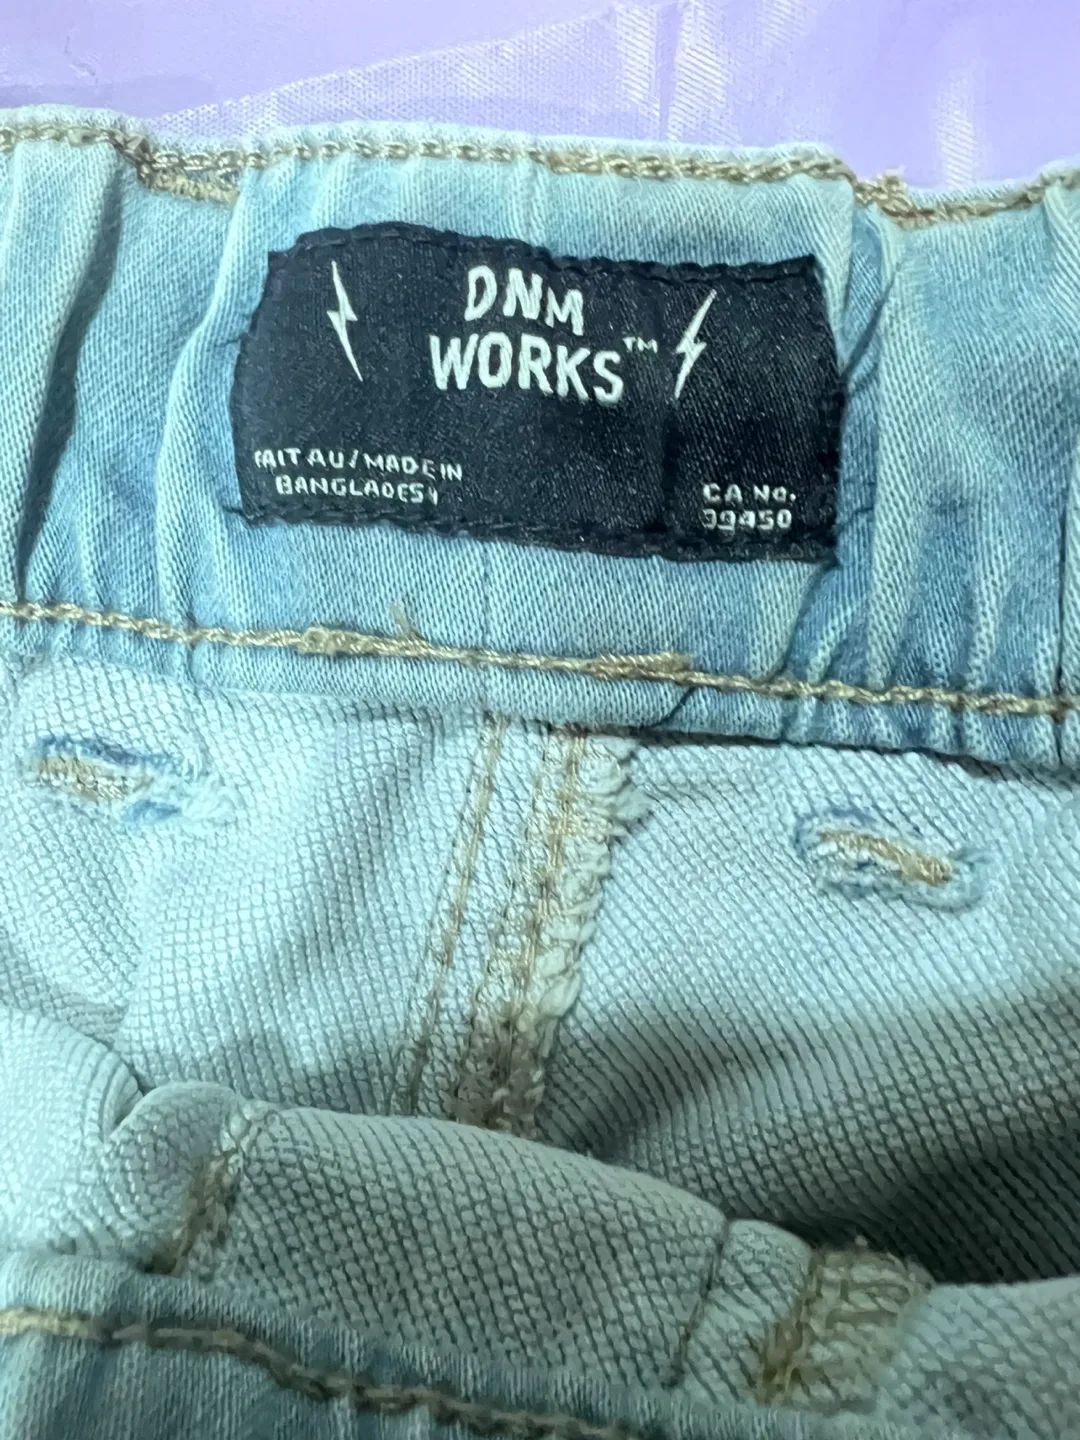 DNM
WORKS™
FAIT AU/MADE IN
BANGLADESH
CA No.
39450